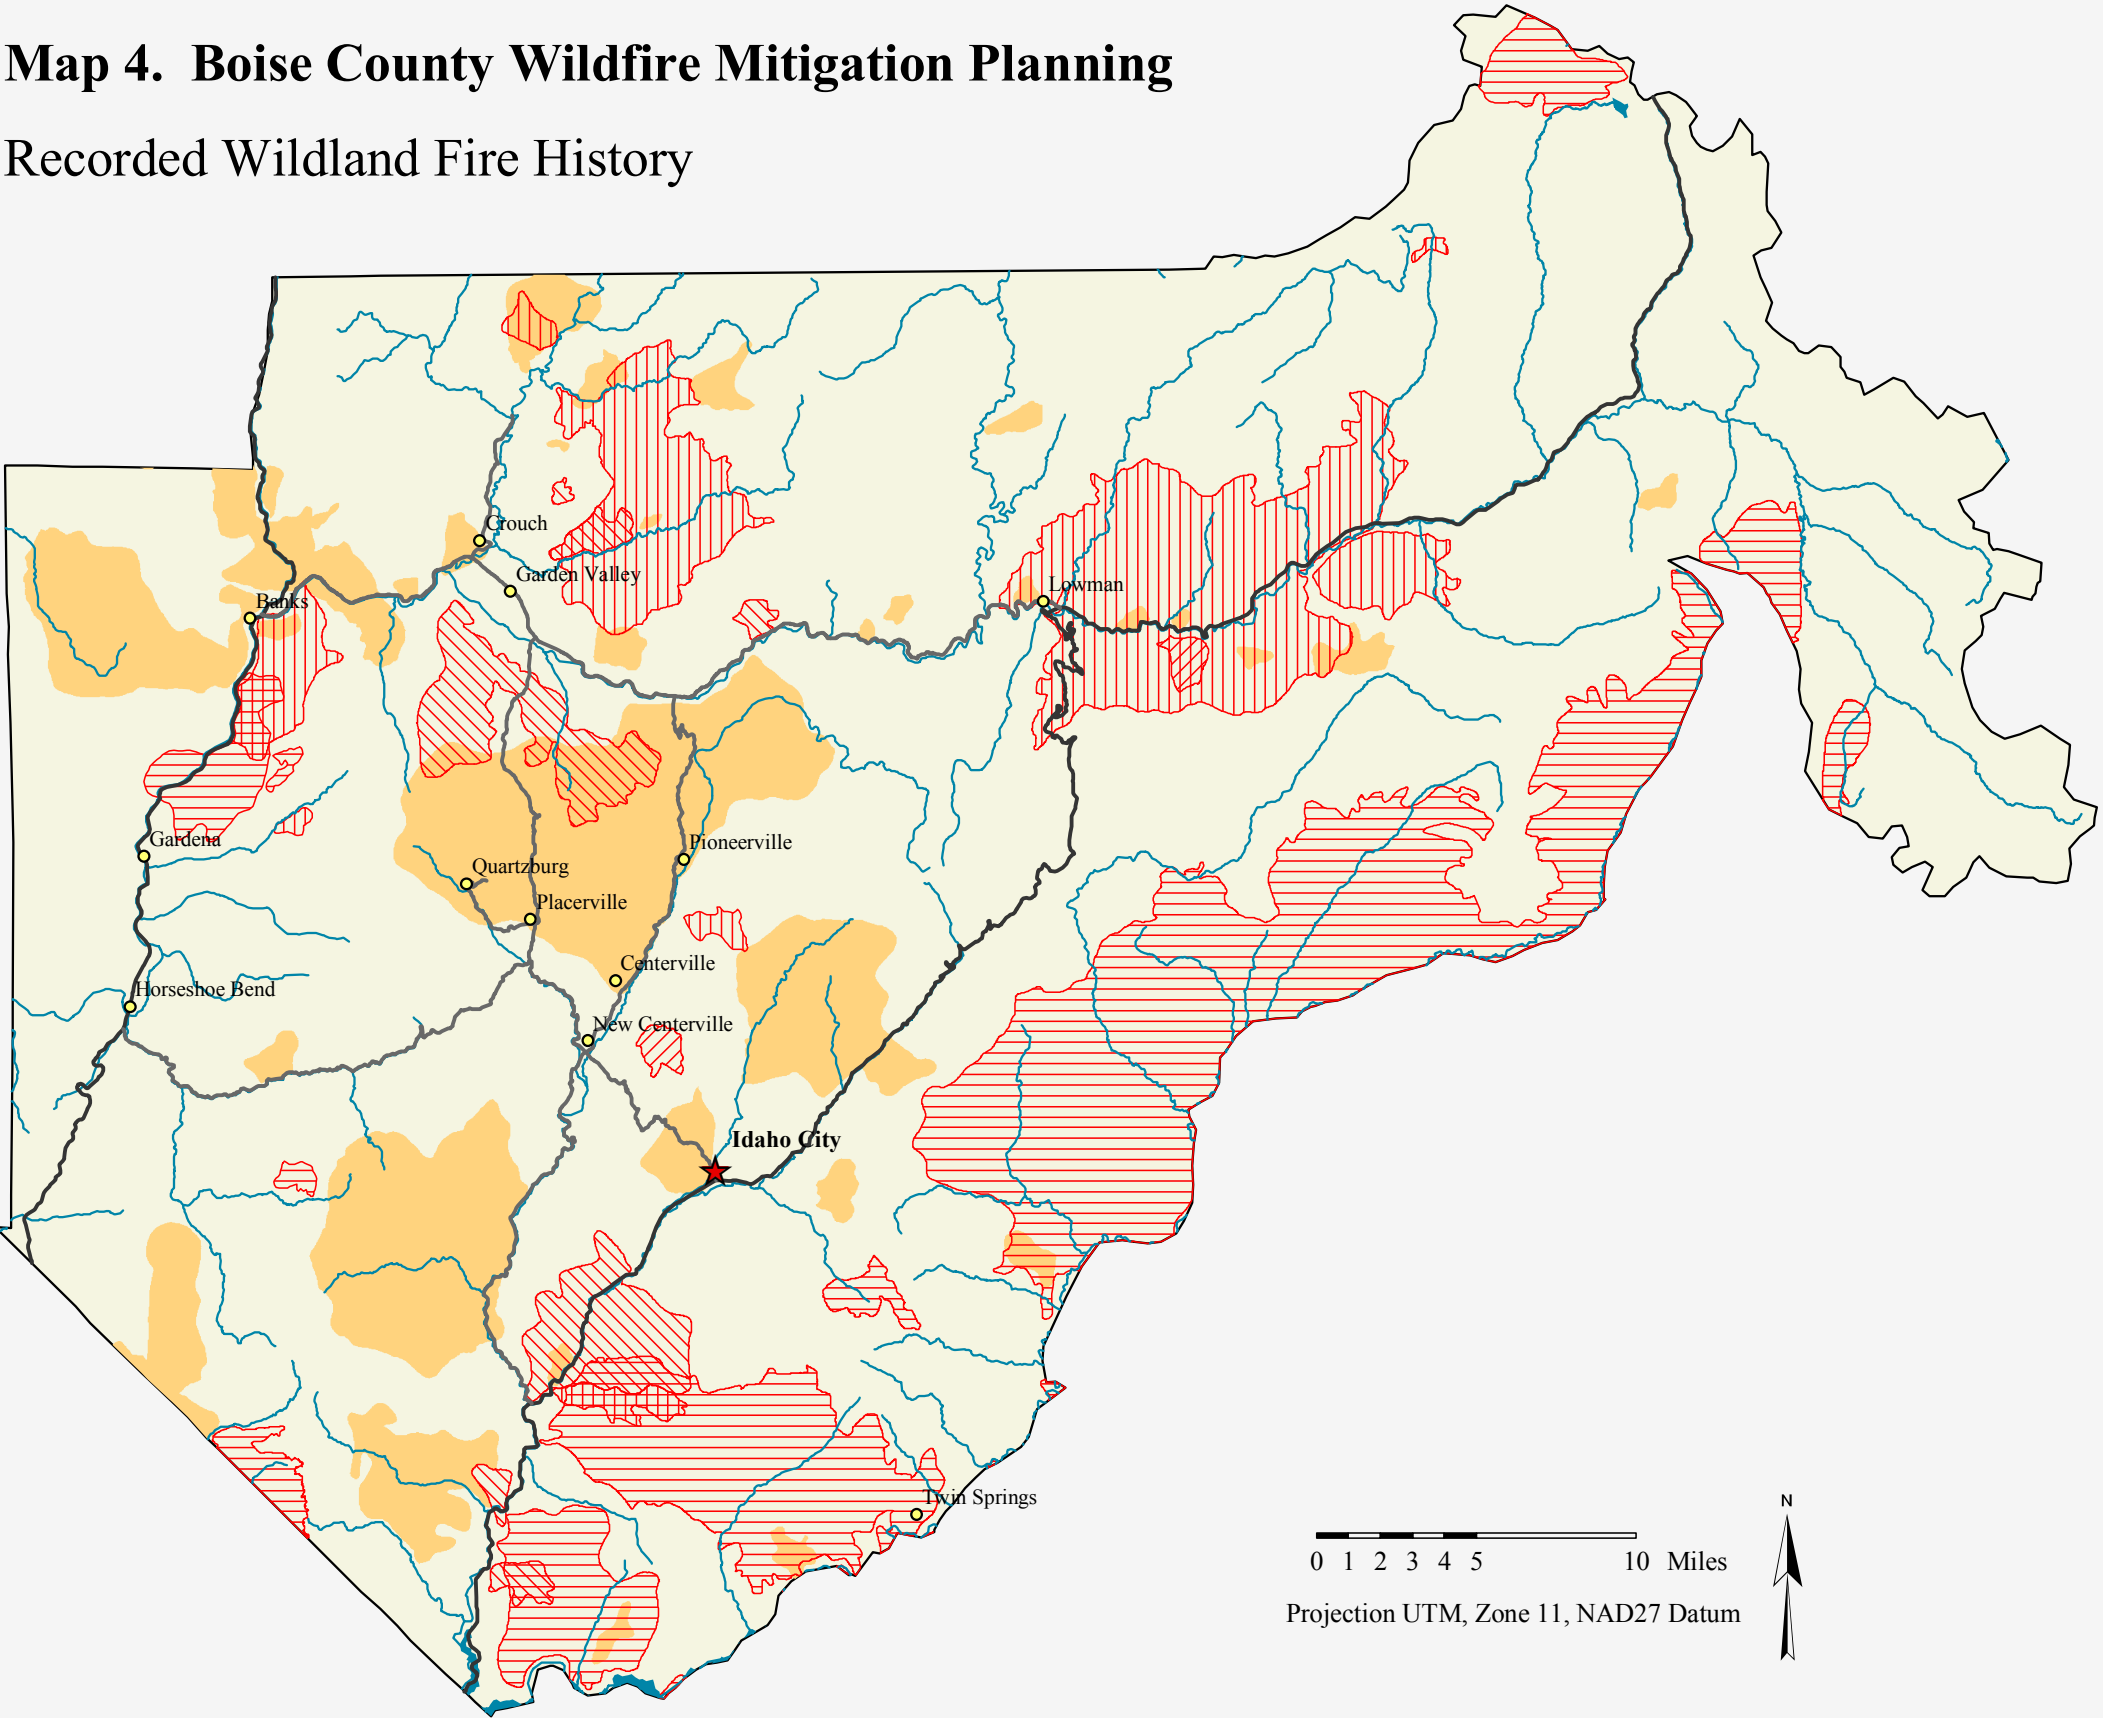 Map 4. Boise County Wildfire Mitigation Planning
Recorded Wildland Fire History
Crouch
Garden Valley
Banks
Lowman
Gardena
Pioneerville
Quartzburg
Placerville
Centerville
Horseshoe Bend
New Centerville
Idaho City
Twin Springs
N
0 1 2 3 4 5 10 Miles
Projection UTM, Zone 11, NAD27 Datum